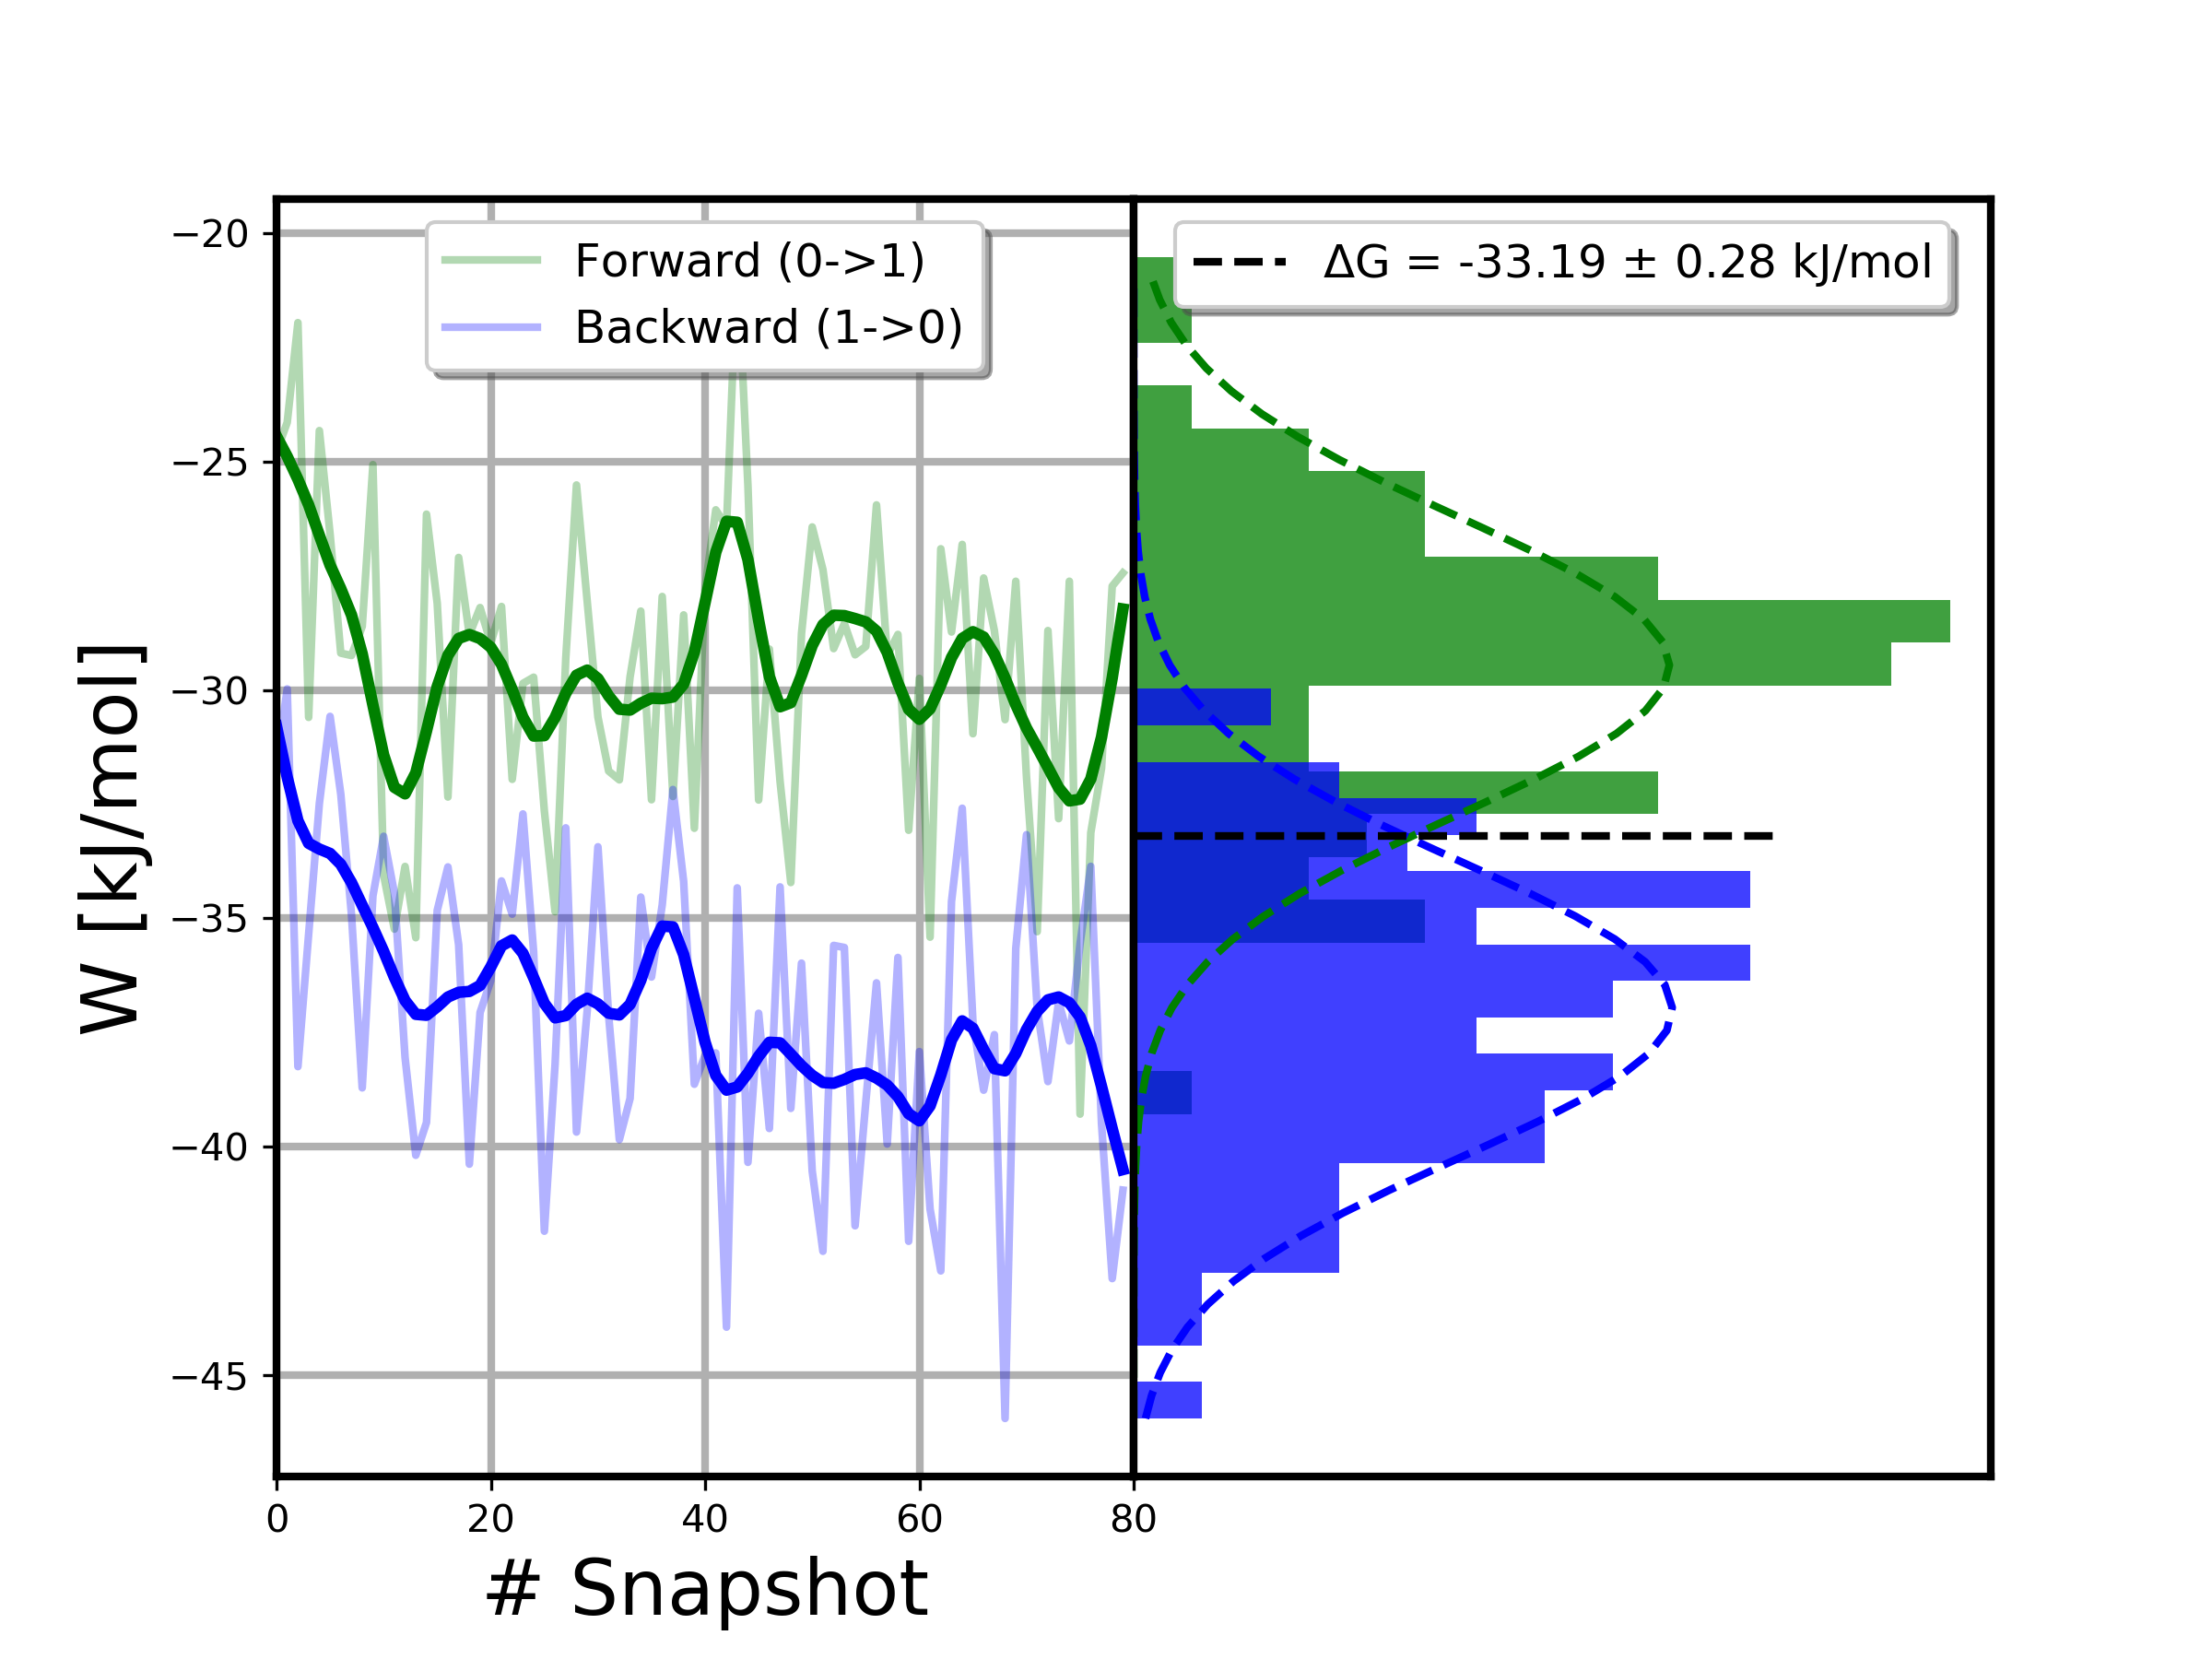 W [kJ/mol]
−20
−25
−30
−35
−40
−45
Forward (0->1)
Backward (1->0)
ΔG = -33.19 ± 0.28 kJ/mol
0 20 40 60 80
# Snapshot